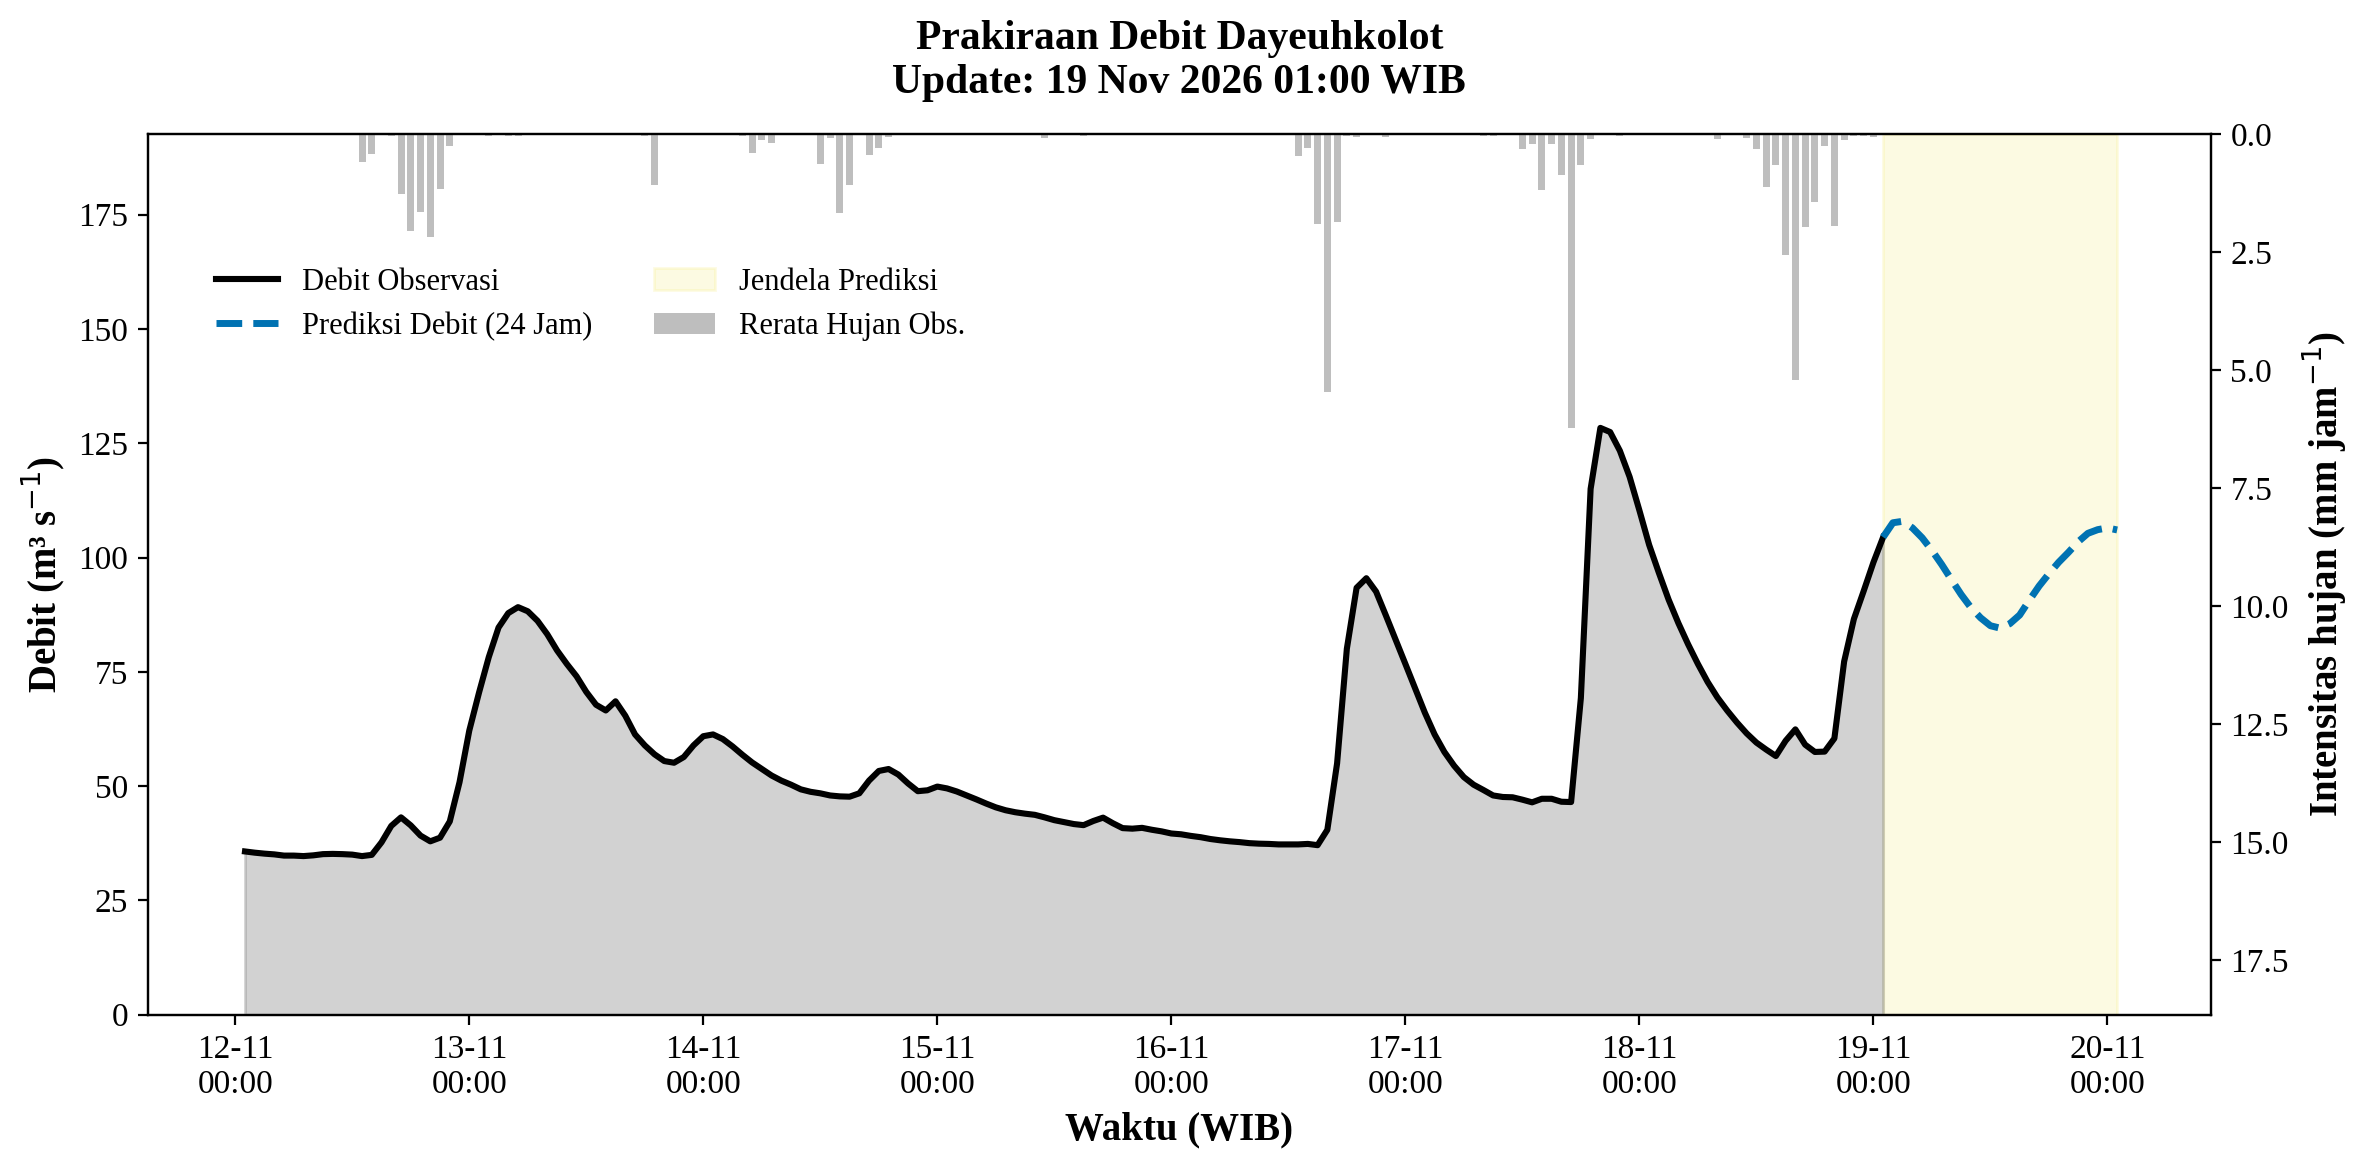 Prakiraan Debit Dayeuhkolot
Update: 19 Nov 2026 01:00 WIB
Debit (m³ s⁻¹)
175
150
125
100
75
50
25
0
Debit Observasi
Prediksi Debit (24 Jam)
Jendela Prediksi
Rerata Hujan Obs.
0.0
2.5
5.0
7.5
10.0
12.5
15.0
17.5
Intensitas hujan (mm jam⁻¹)
12-11 13-11 14-11 15-11 16-11 17-11 18-11 19-11 20-11
00:00 00:00 00:00 00:00 00:00 00:00 00:00 00:00 00:00
Waktu (WIB)